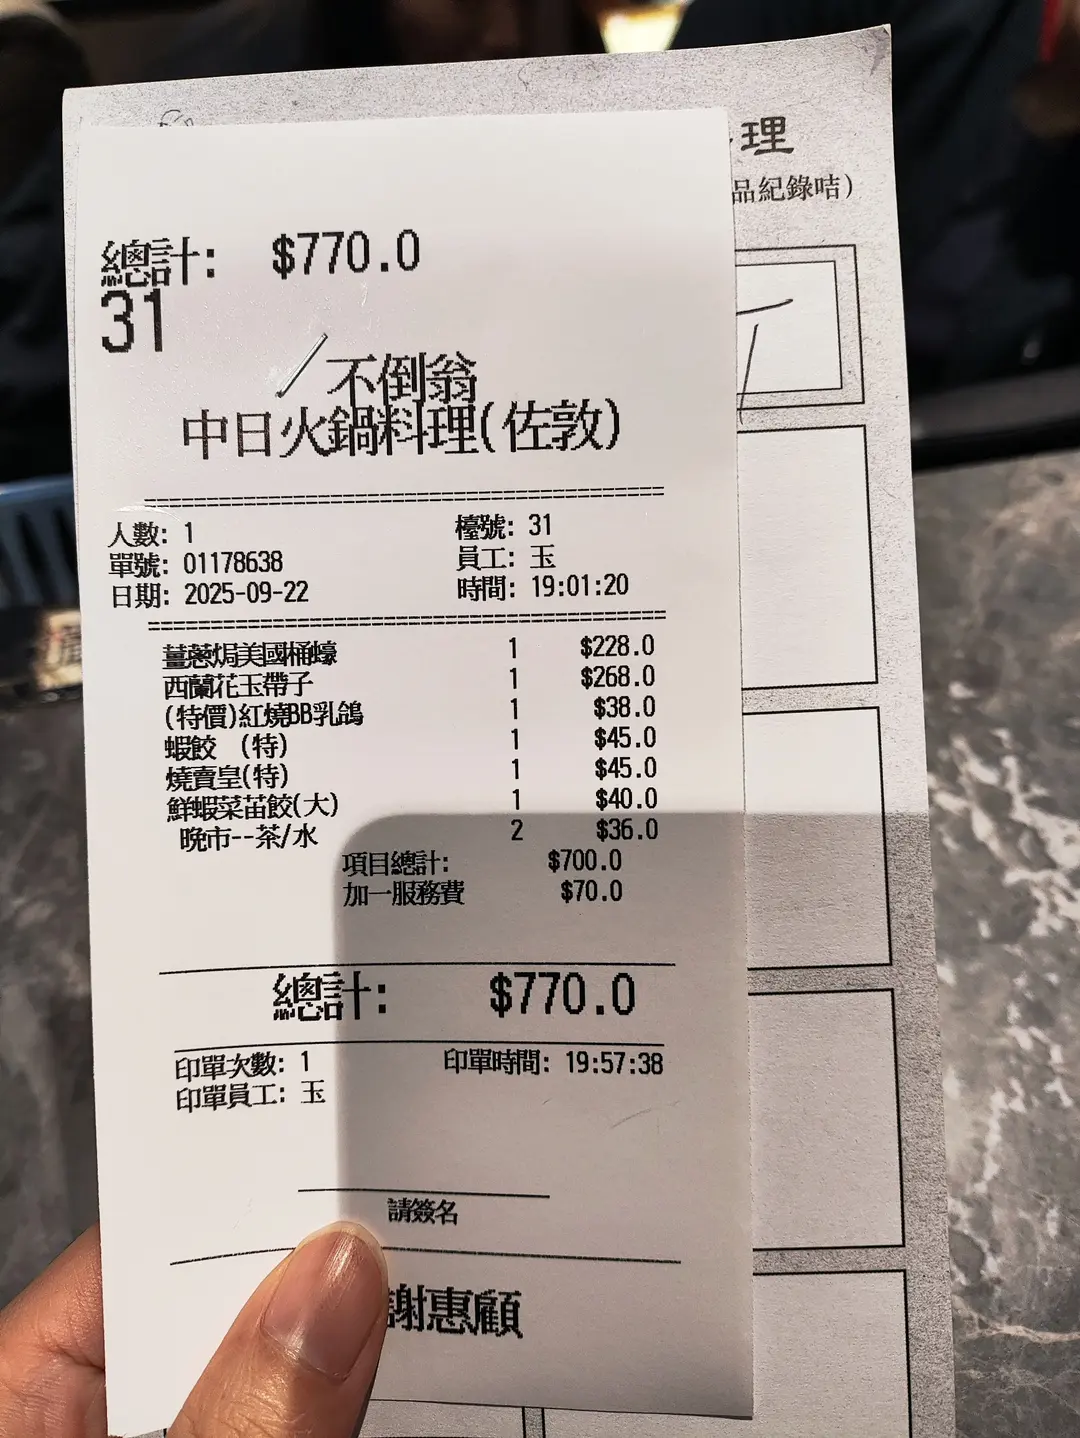 理
品紀錄咭)
總計: $770.0
31
不倒翁
中日火鍋料理(佐敦)
人數: 1 檯號: 31
單號: 01178638 員工: 玉
日期: 2025-09-22 時間: 19:01:20
薑蔥焗美國桶蠔 1 $228.0
西蘭花玉帶子 1 $268.0
(特價)紅燒BB乳鴿 1 $38.0
蝦餃 (特) 1 $45.0
燒賣皇(特) 1 $45.0
鮮蝦菜苗餃(大) 1 $40.0
晚市--茶/水 2 $36.0
項目總計: $700.0
加一服務費 $70.0
總計: $770.0
印單次數: 1 印單時間: 19:57:38
印單員工: 玉
請簽名
謝惠顧